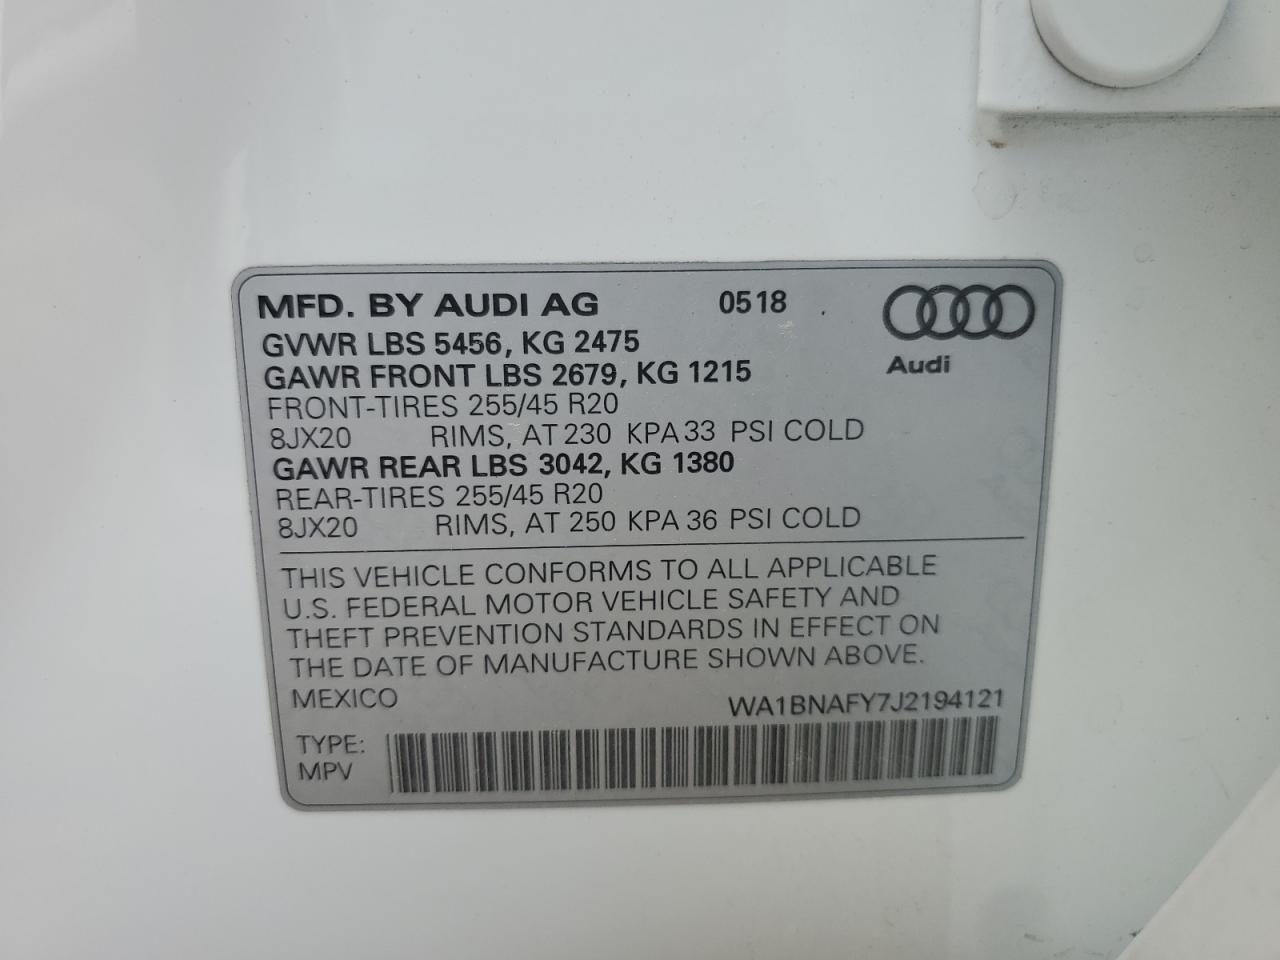 MFD. BY AUDI AG 0518
GVWR LBS 5456, KG 2475
GAWR FRONT LBS 2679, KG 1215
Audi
FRONT-TIRES 255/45 R20
8JX20 RIMS, AT 230 KPA 33 PSI COLD
GAWR REAR LBS 3042, KG 1380
REAR-TIRES 255/45 R20
8JX20 RIMS, AT 250 KPA 36 PSI COLD
THIS VEHICLE CONFORMS TO ALL APPLICABLE
U.S. FEDERAL MOTOR VEHICLE SAFETY AND
THEFT PREVENTION STANDARDS IN EFFECT ON
THE DATE OF MANUFACTURE SHOWN ABOVE.
MEXICO WA1BNAFY7J2194121
TYPE:
MPV